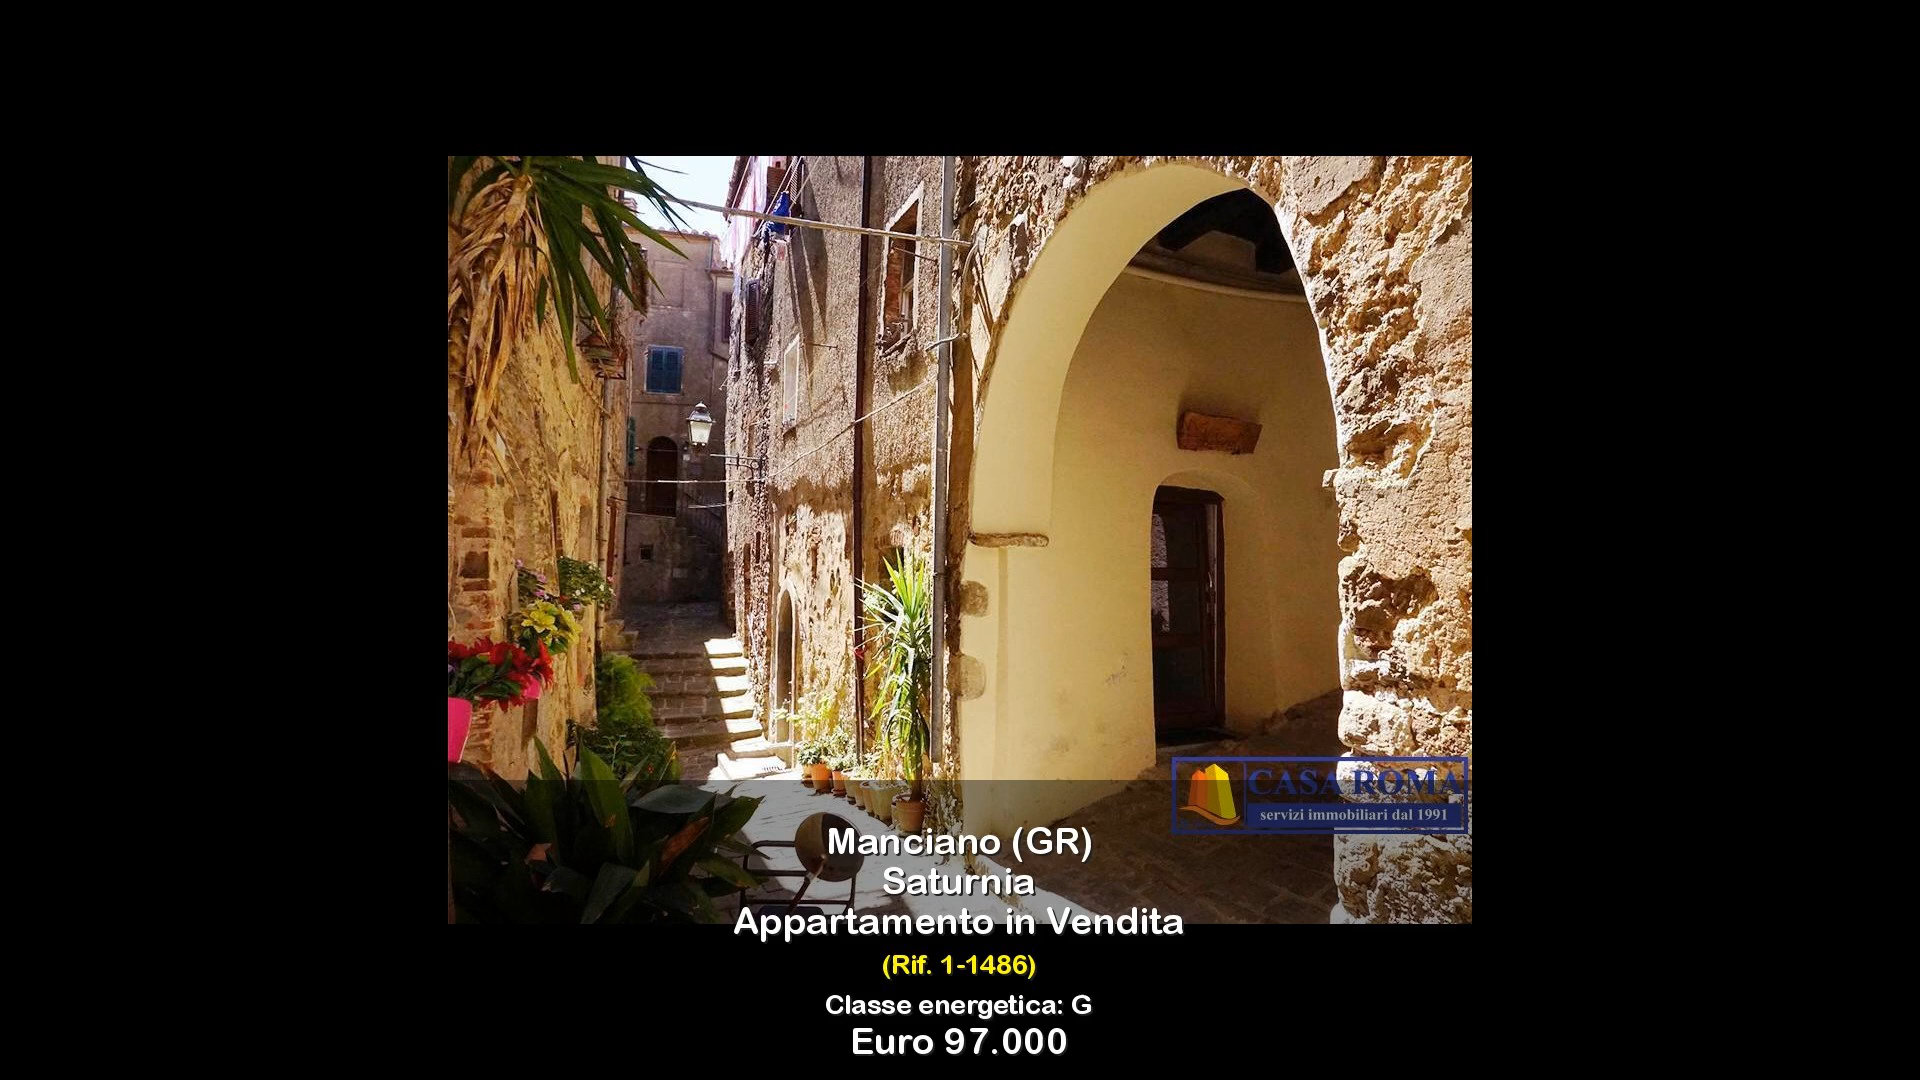 CASA ROMA
servizi immobiliari dal 1991
Manciano (GR)
Saturnia
Appartamento in Vendita
(Rif. 1-1486)
Classe energetica: G
Euro 97.000